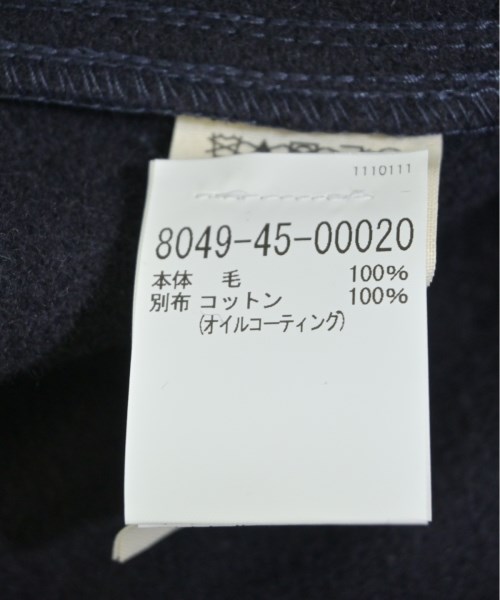 1110111
8049-45-00020
本体 毛 100%
別布 コットン 100%
(オイルコーティング)